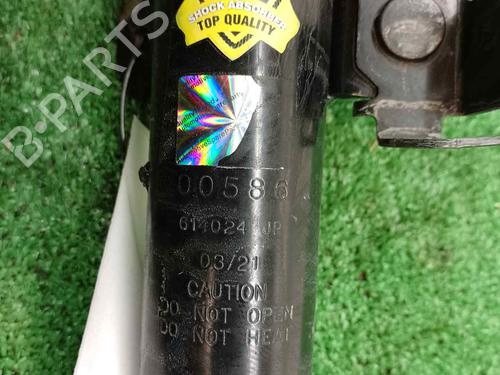 SHOCK ABSORBER
TOP QUALITY
B-PARTS
00586
614024 JP
03/21
CAUTION
DO NOT OPEN
DO NOT HEAT